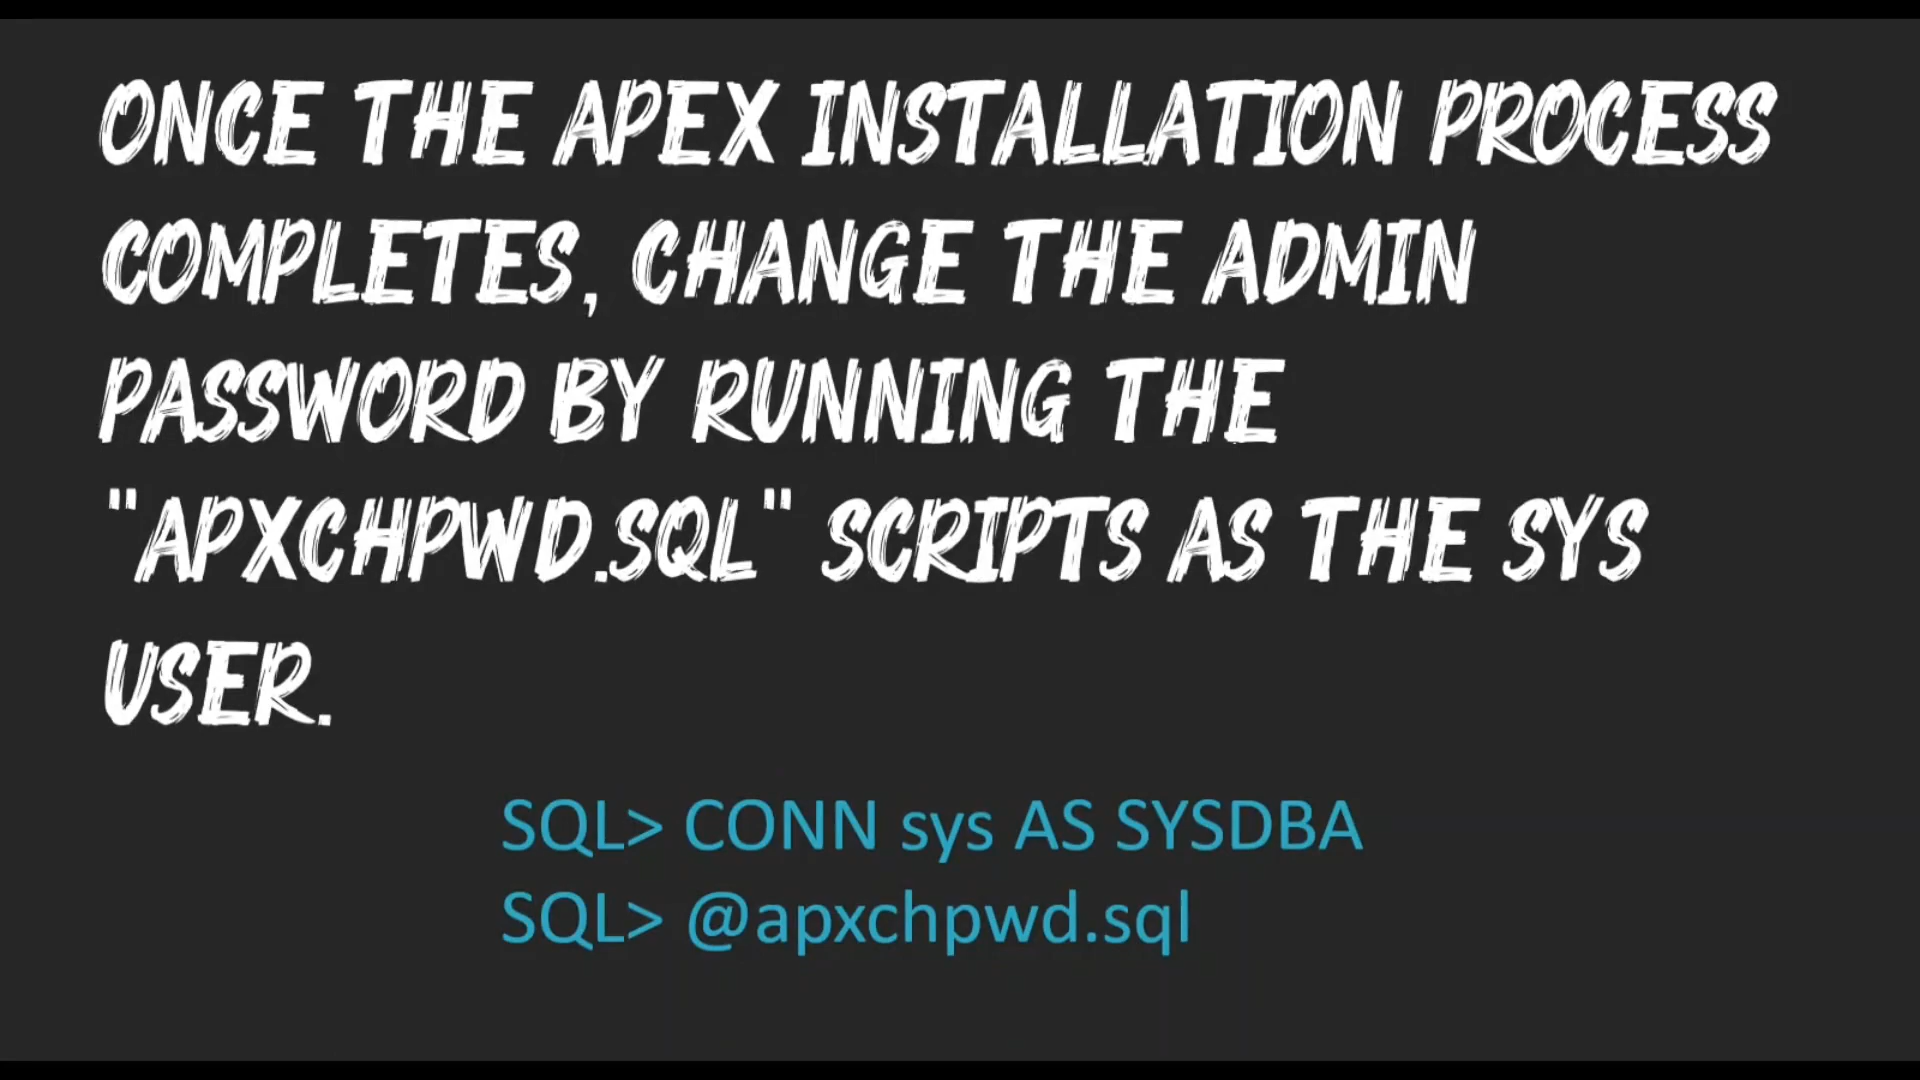 ONCE THE APEX INSTALLATION PROCESS
COMPLETES, CHANGE THE ADMIN
PASSWORD BY RUNNING THE
"APXCHPWD.SQL" SCRIPTS AS THE SYS
USER.
SQL> CONN sys AS SYSDBA
SQL> @apxchpwd.sql